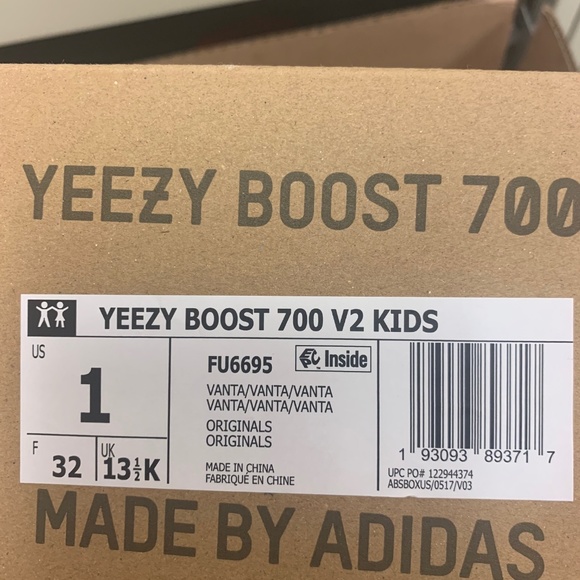 YEEZY BOOST 700
YEEZY BOOST 700 V2 KIDS
US
1
F
32
UK
13½K
FU6695
Inside
VANTA/VANTA/VANTA
VANTA/VANTA/VANTA
ORIGINALS
ORIGINALS
MADE IN CHINA
FABRIQUÉ EN CHINE
1 93093 89371 7
UPC PO# 122944374
ABSBOXUS/0517/V03
MADE BY ADIDAS